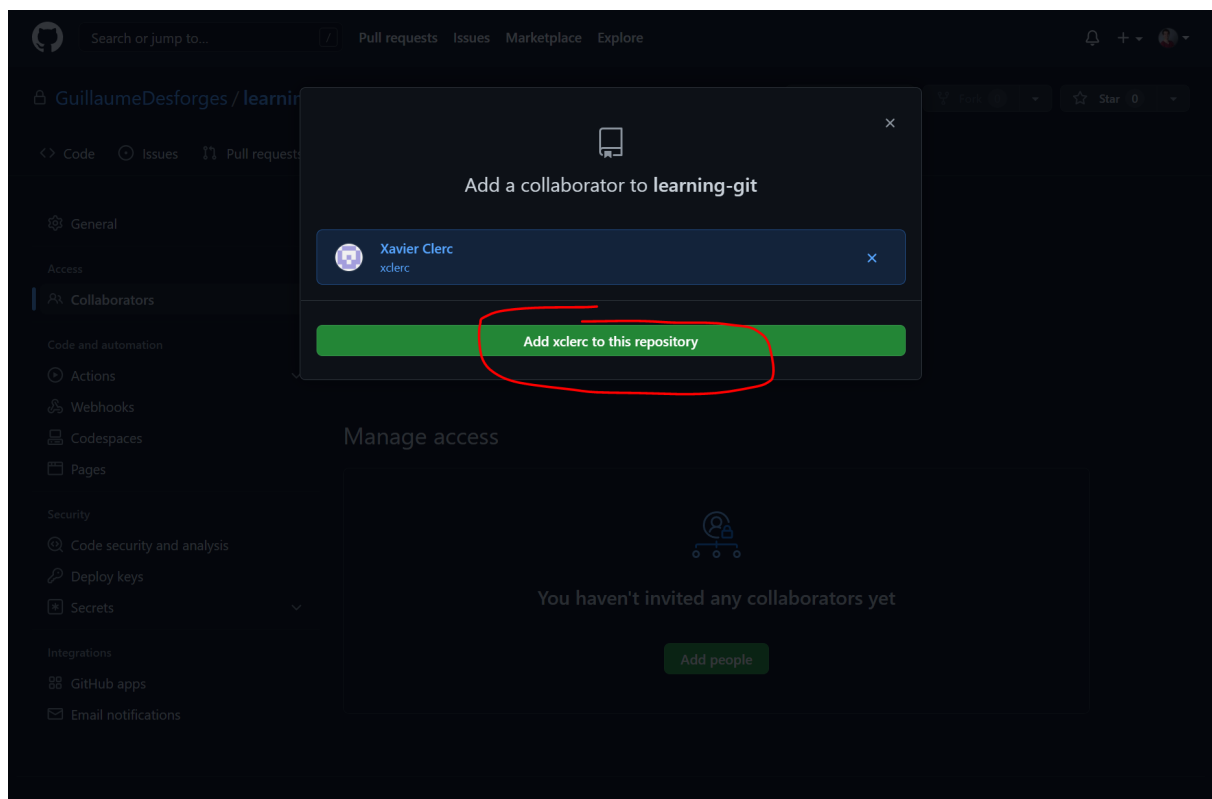 Search or jump to...
/
Pull requests Issues Marketplace Explore
GuillaumeDesforges / learnin
Star 0
Code Issues Pull requests
General
Access
Collaborators
Code and automation
Actions
Webhooks
Codespaces
Pages
Security
Code security and analysis
Deploy keys
Secrets
Integrations
GitHub apps
Email notifications
Add a collaborator to learning-git
Xavier Clerc
xclerc
Add xclerc to this repository
Manage access
You haven't invited any collaborators yet
Add people